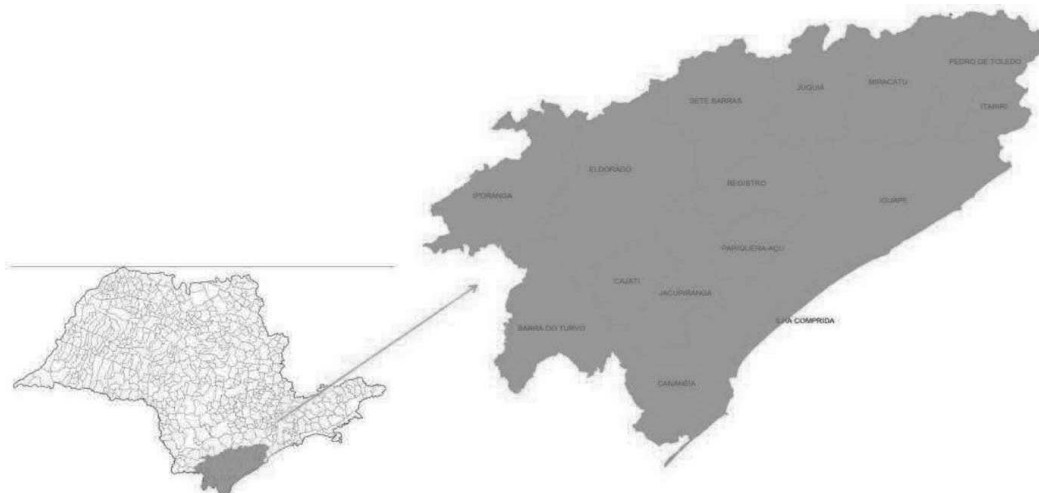 PEDRO DE TOLEDO
MIRACATU
JUQUIÁ
SETE BARRAS
ITARIRI
ELDORADO
REGISTRO
IPORANGA
IGUAPE
PARIQUERA-AÇU
CAJATI
JACUPIRANGA
ILHA COMPRIDA
BARRA DO TURVO
CANANÉIA